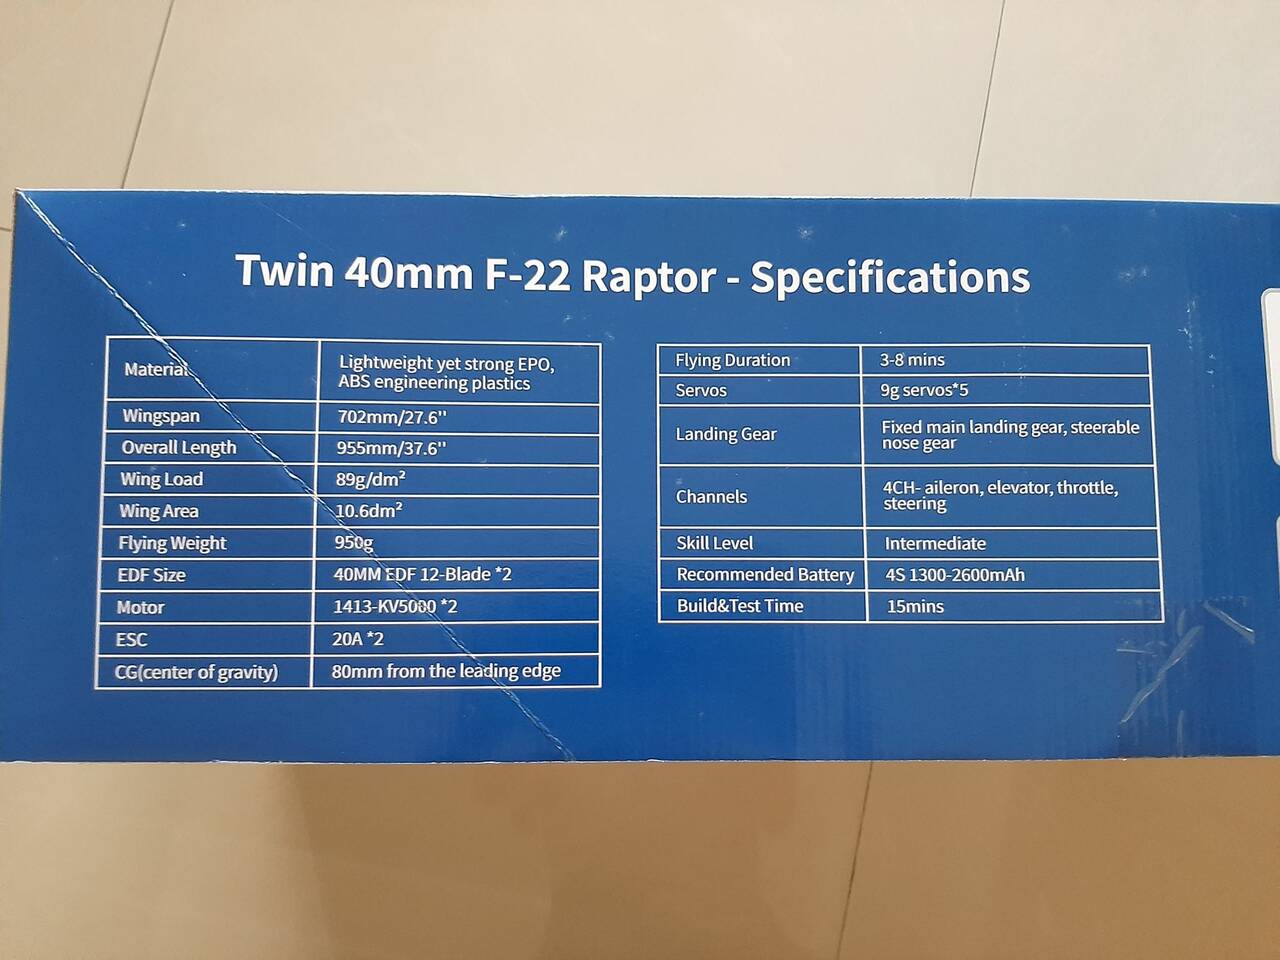 Twin 40mm F-22 Raptor - Specifications
Material
Lightweight yet strong EPO,
ABS engineering plastics
Wingspan 702mm/27.6''
Overall Length 955mm/37.6''
Wing Load 89g/dm²
Wing Area 10.6dm²
Flying Weight 950g
EDF Size 40MM EDF 12-Blade *2
Motor 1413-KV5000 *2
ESC 20A *2
CG(center of gravity) 80mm from the leading edge
Flying Duration 3-8 mins
Servos 9g servos*5
Landing Gear
Fixed main landing gear, steerable
nose gear
Channels
4CH- aileron, elevator, throttle,
steering
Skill Level Intermediate
Recommended Battery 4S 1300-2600mAh
Build&Test Time 15mins